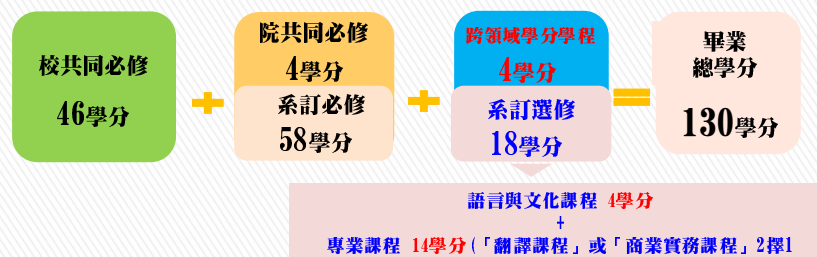 校共同必修
46學分
+
院共同必修
4學分
系訂必修
58學分
+
跨領域學分學程
4學分
系訂選修
18學分
=
畢業
總學分
130學分
語言與文化課程 4學分
+
專業課程 14學分(「翻譯課程」或「商業實務課程」2擇1